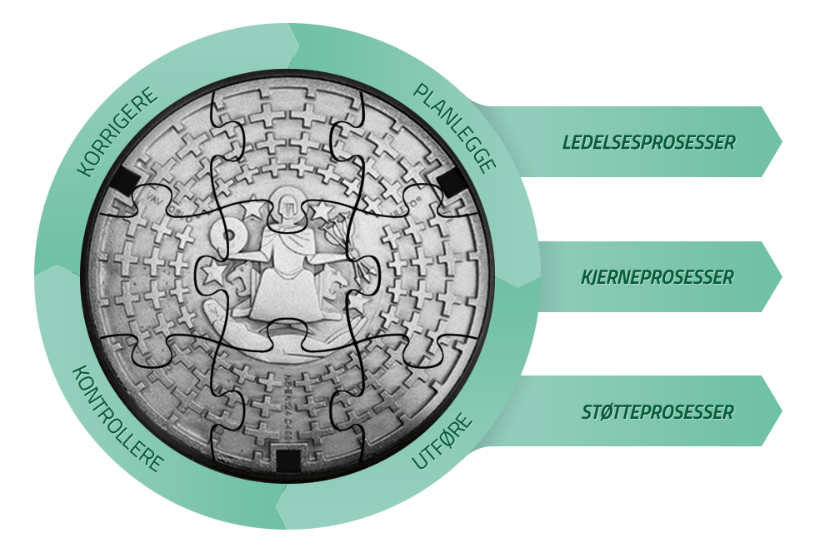 KORRIGERE
PLANLEGGE
LEDELSESPROSESSER
KJERNEPROSESSER
KONTROLLERE
UTFØRE
STØTTEPROSESSER